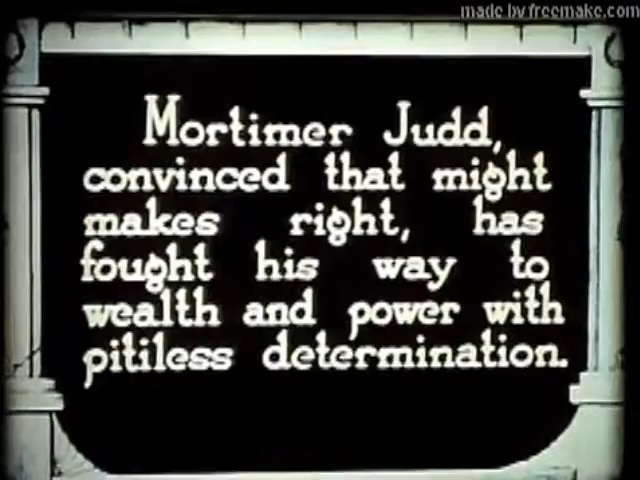 made by freemake.com
Mortimer Judd,
convinced that might
makes right, has
fought his way to
wealth and power with
pitiless determination.